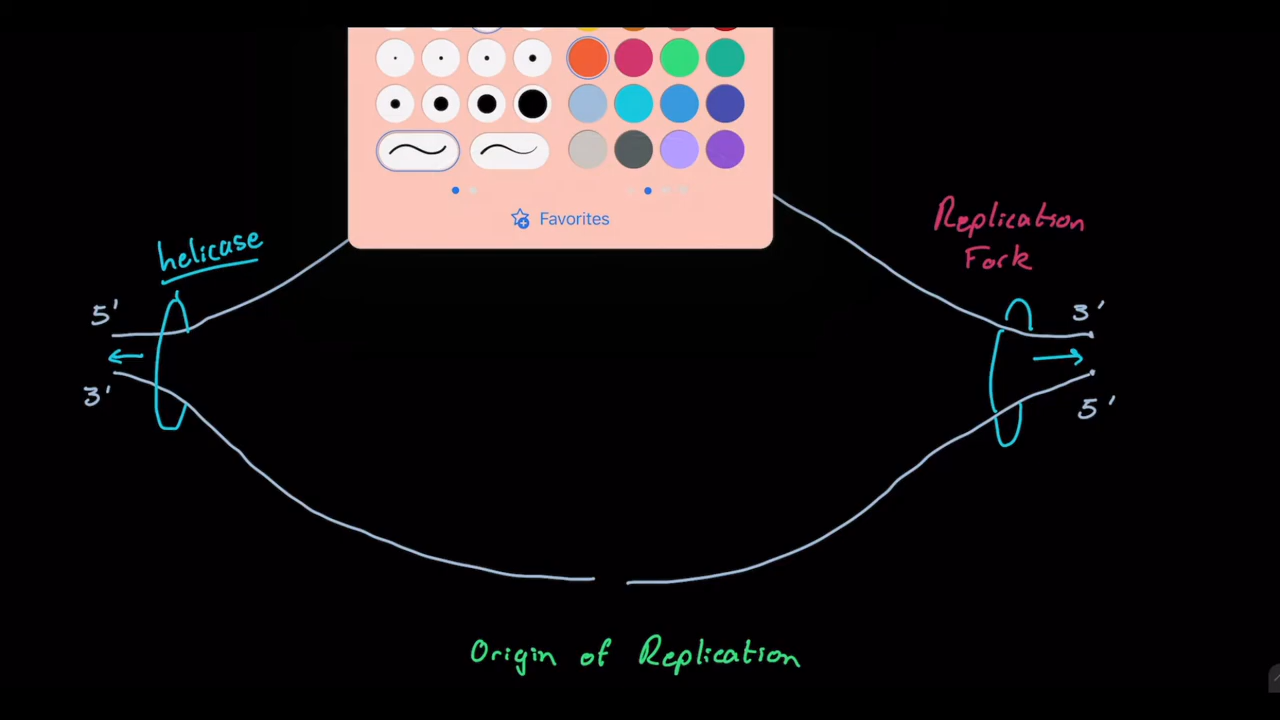 Favorites
Replication
Fork
helicase
5'
3'
3'
5'
Origin of Replication